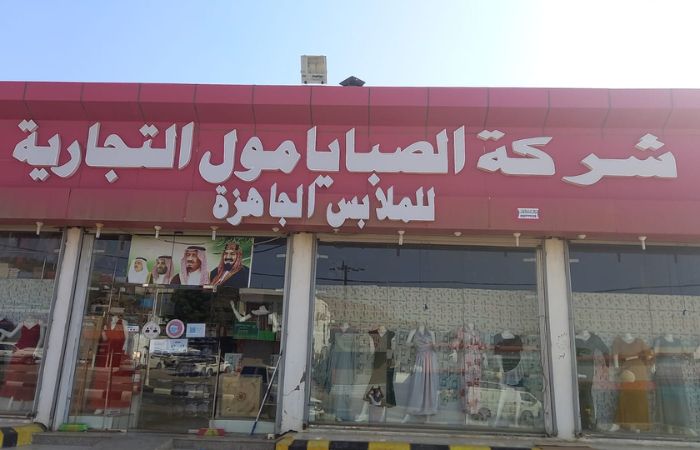 شركة الصبايا مول التجارية
للملابس الجاهزة